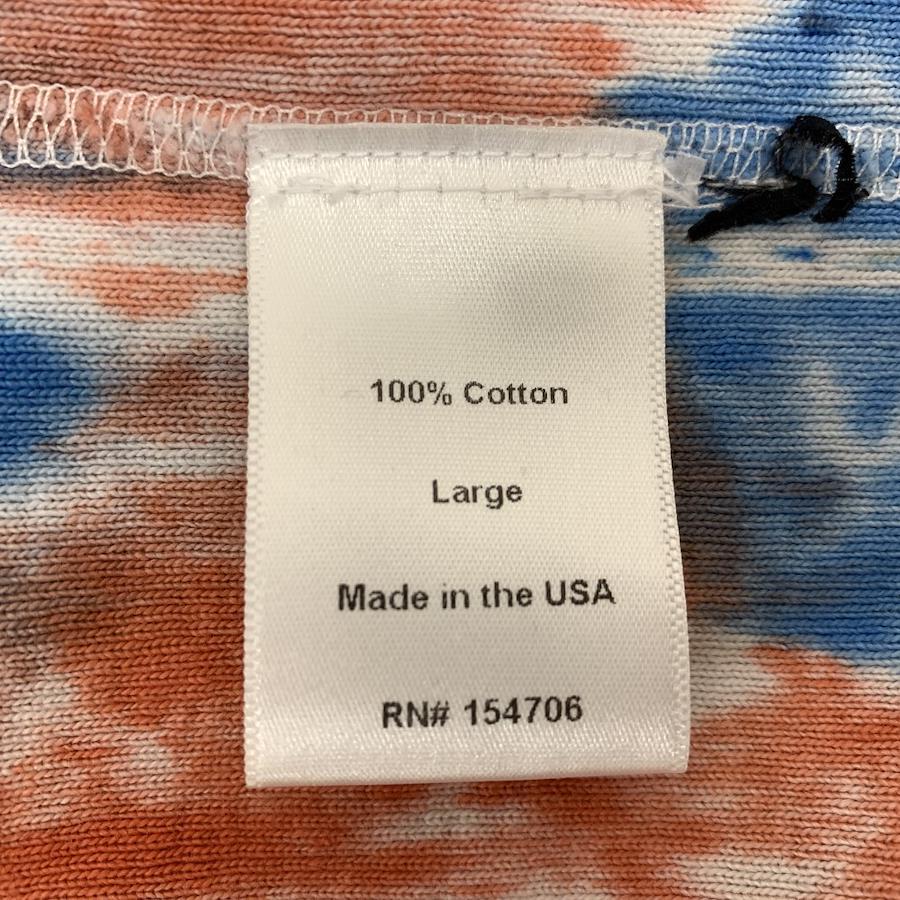 100% Cotton
Large
Made in the USA
RN# 154706